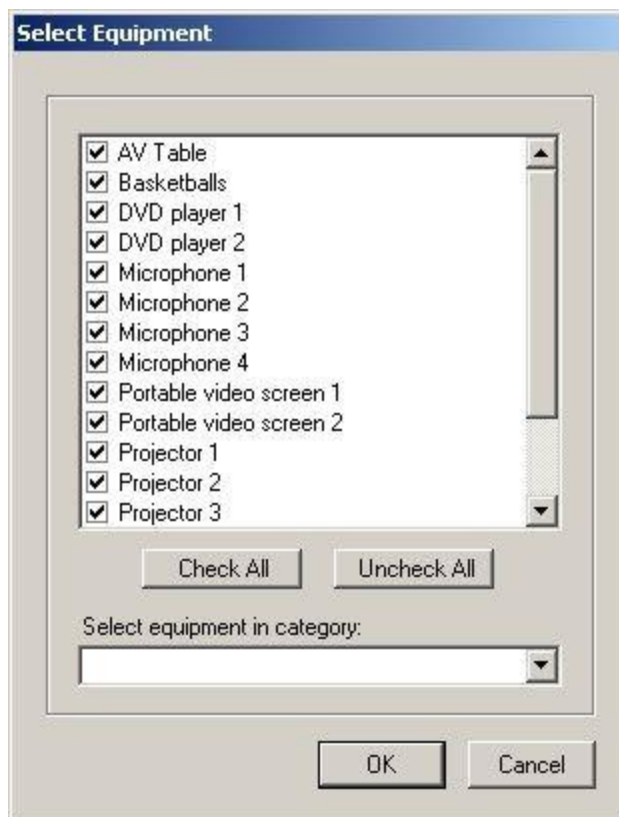 Select Equipment
AV Table
Basketballs
DVD player 1
DVD player 2
Microphone 1
Microphone 2
Microphone 3
Microphone 4
Portable video screen 1
Portable video screen 2
Projector 1
Projector 2
Projector 3
Check All
Uncheck All
Select equipment in category:
OK
Cancel